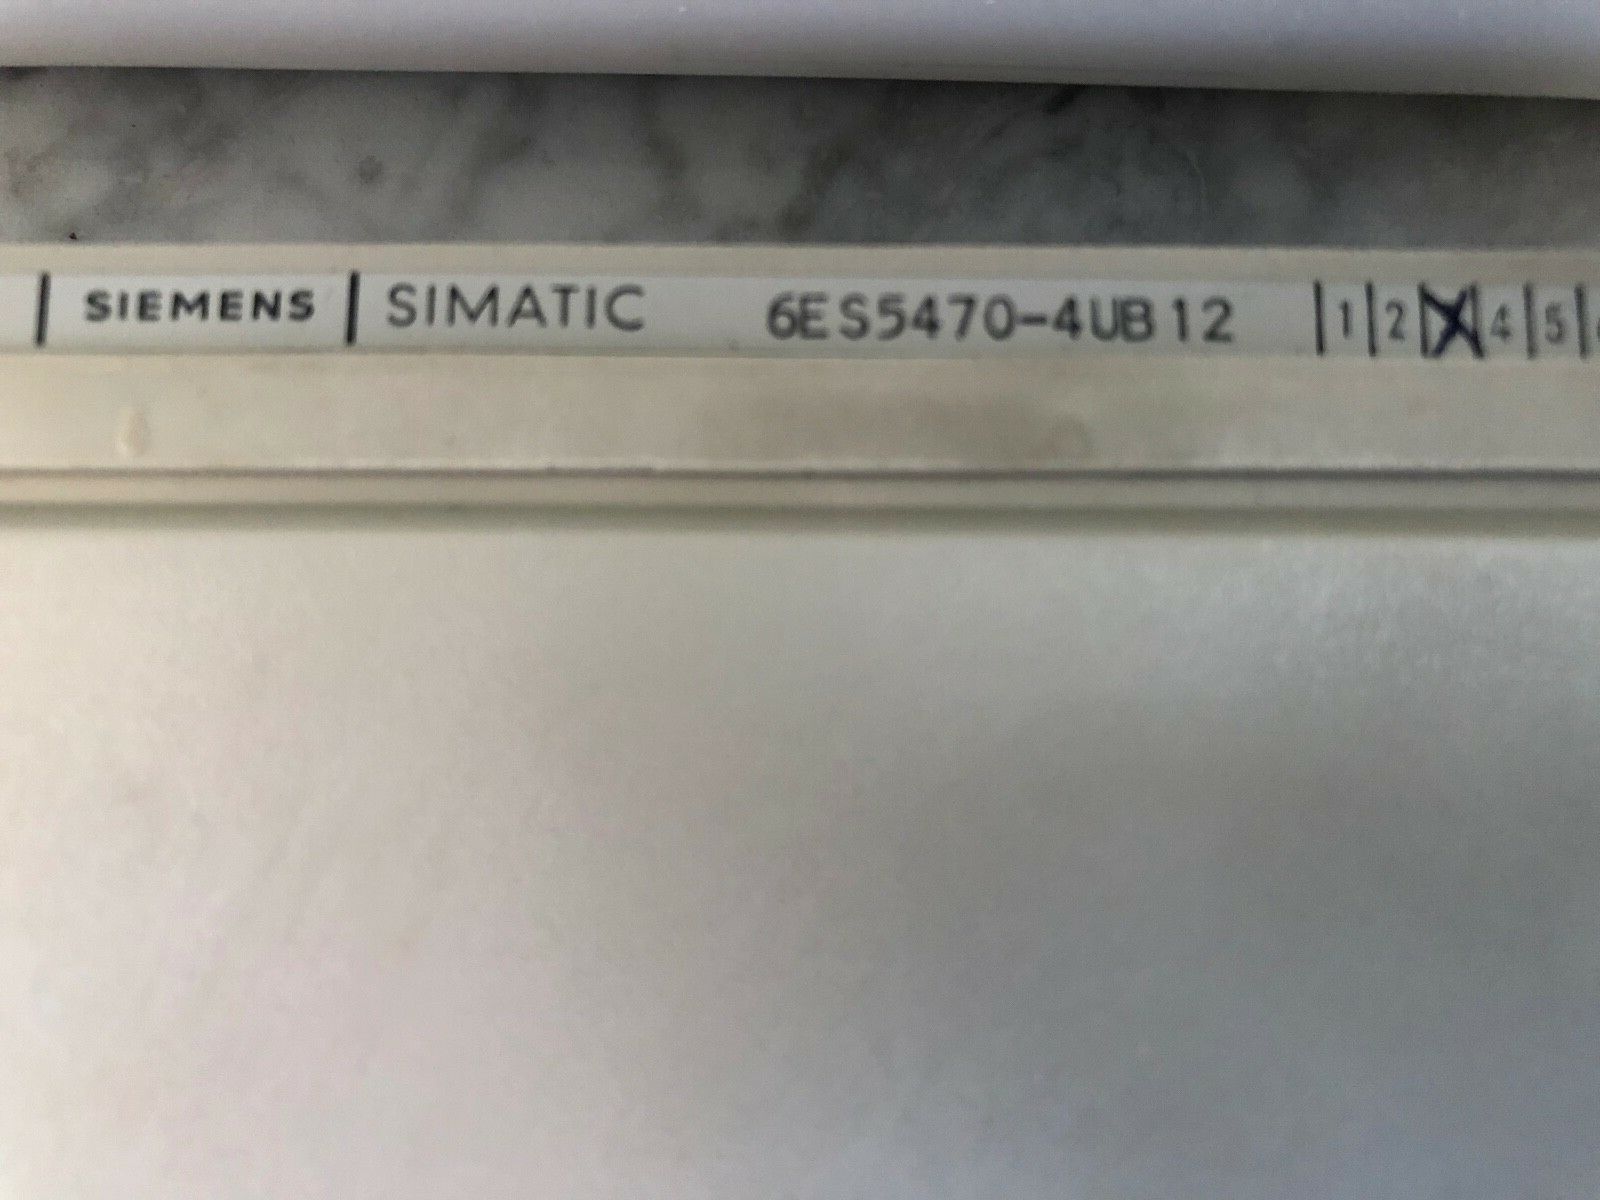 | SIEMENS | SIMATIC 6ES5470-4UB12 |1|2|X|4|5|